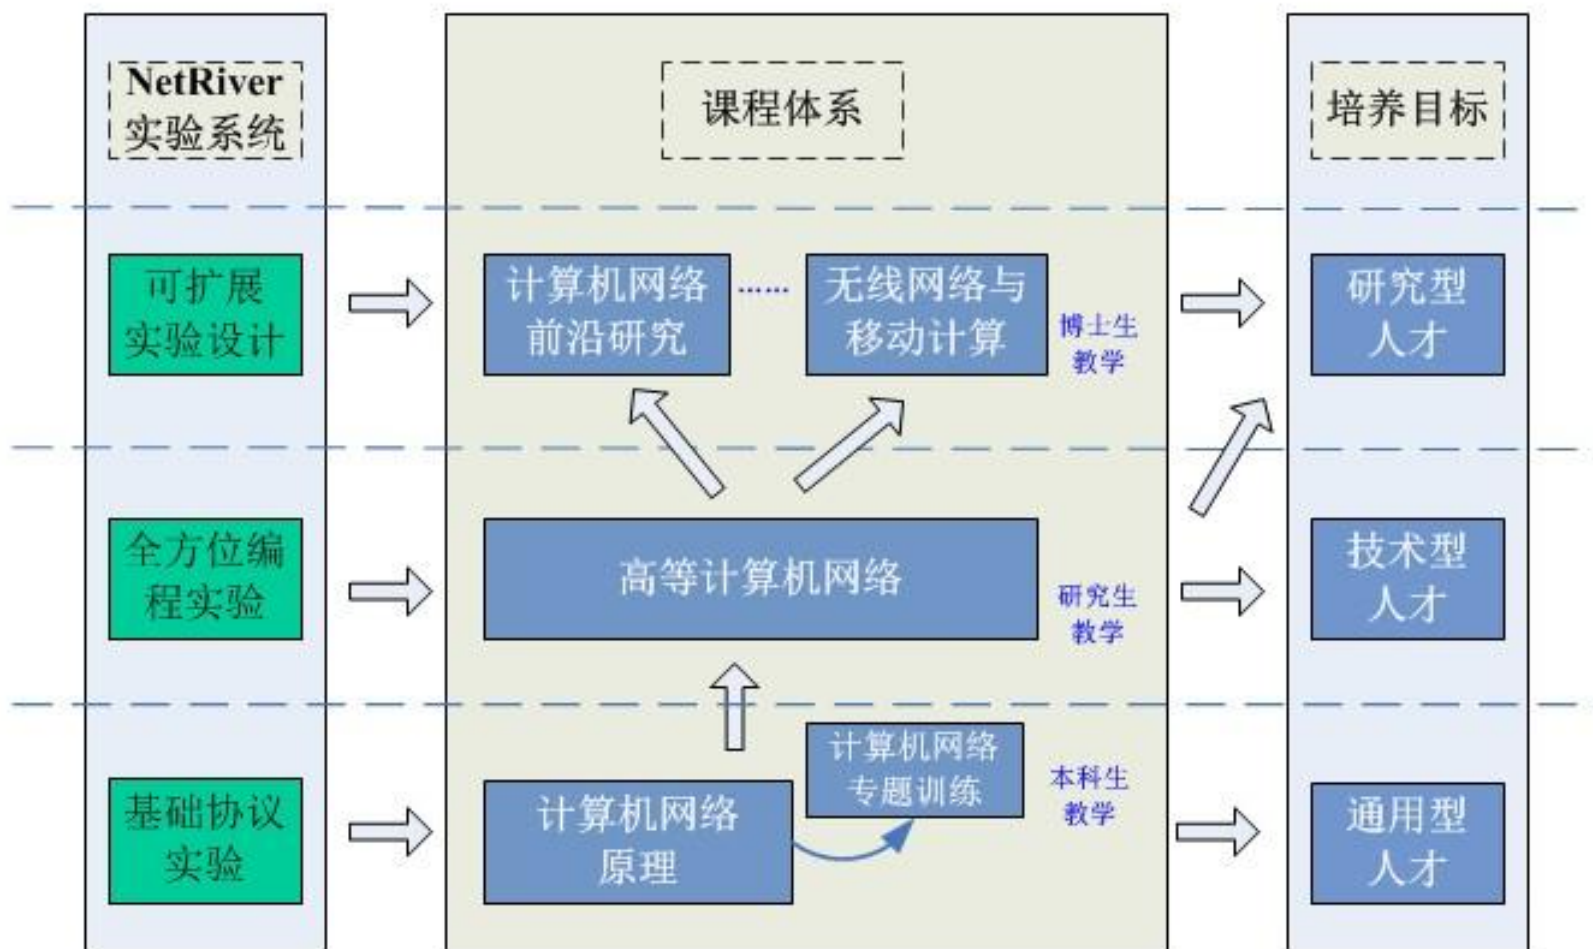 NetRiver
实验系统
课程体系
培养目标
可扩展
实验设计
计算机网络
前沿研究
……
无线网络与
移动计算
博士生
教学
研究型
人才
全方位编
程实验
高等计算机网络
研究生
教学
技术型
人才
基础协议
实验
计算机网络
原理
计算机网络
专题训练
本科生
教学
通用型
人才